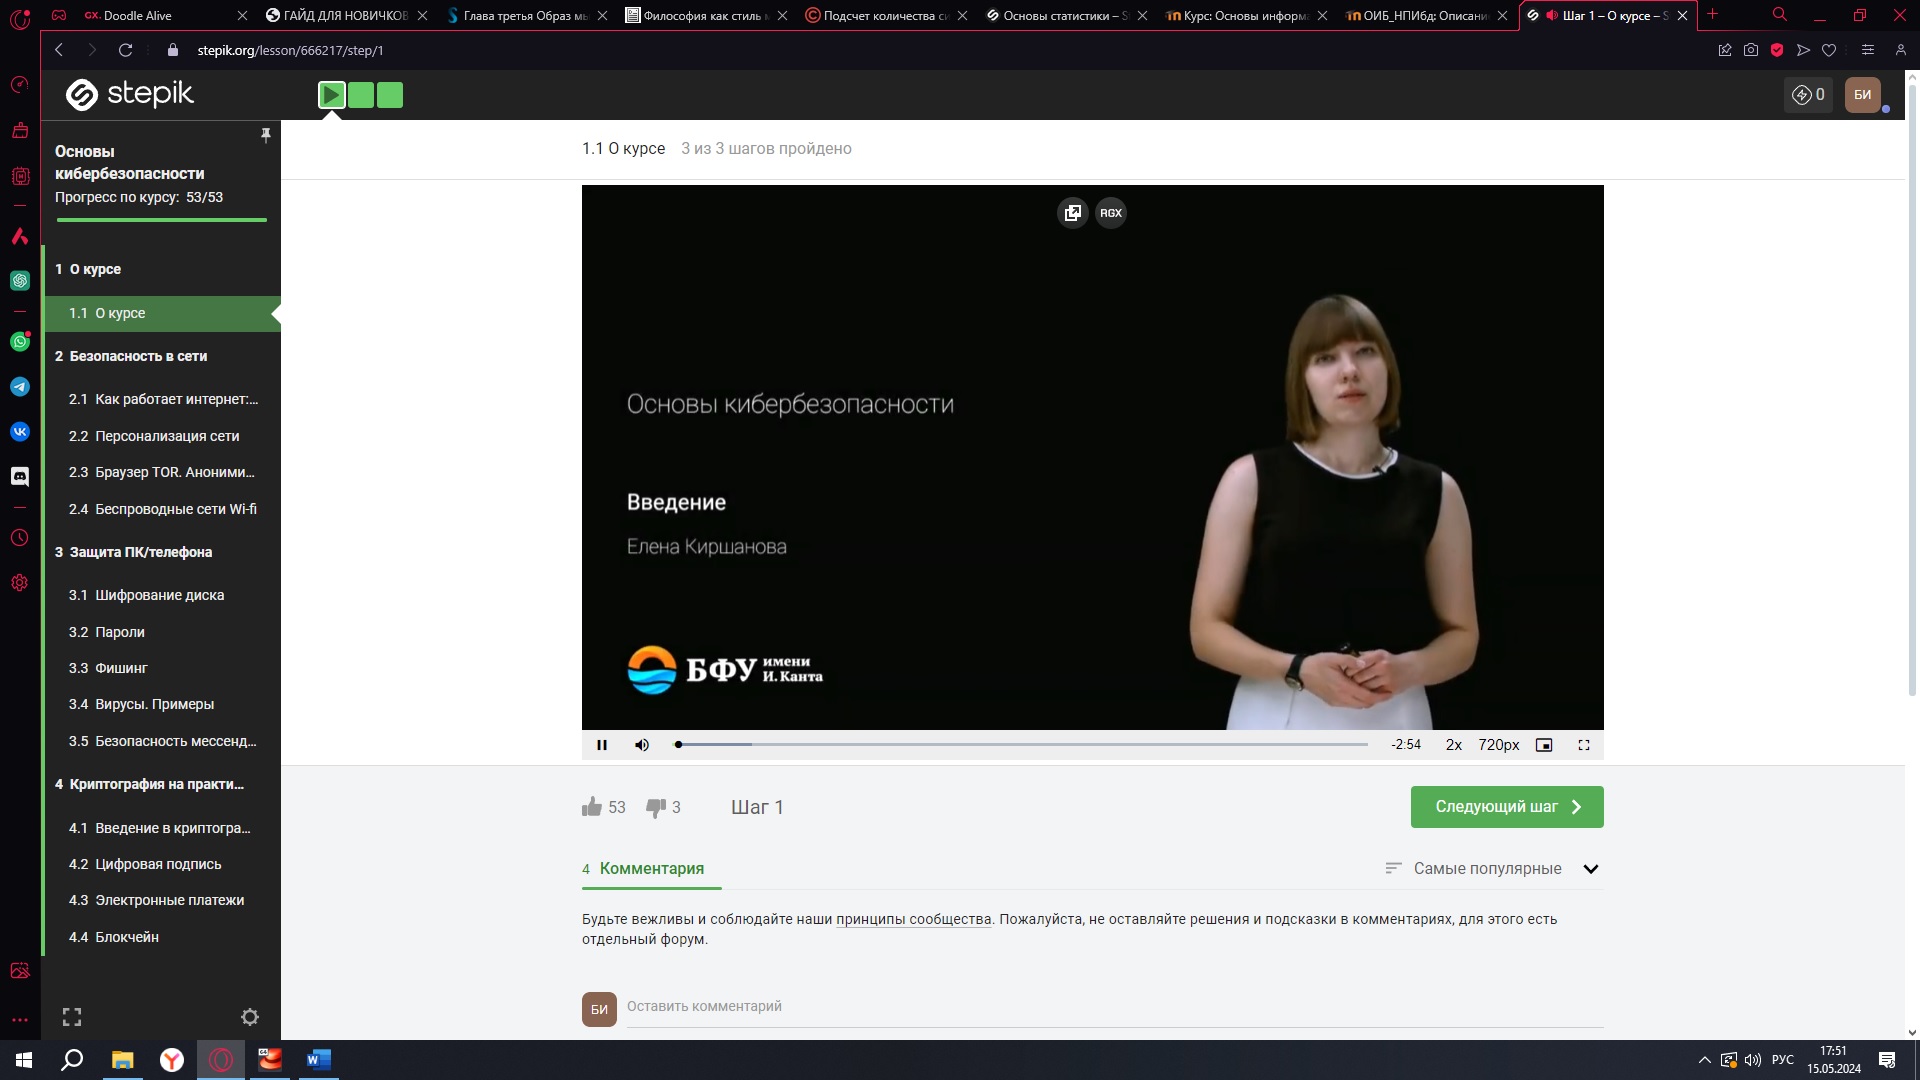 Doodle Alive
ГАЙД ДЛЯ НОВИЧКОВ
Глава третья Образ мы
Философия как стиль м
Подсчет количества си
Основы статистики – S
Курс: Основы информа
ОИБ_НПИбд: Описани
Шаг 1 – О курсе – S
stepik.org/lesson/666217/step/1
stepik
0
БИ
Основы
кибербезопасности
Прогресс по курсу: 53/53
1 О курсе
1.1 О курсе
2 Безопасность в сети
2.1 Как работает интернет:...
2.2 Персонализация сети
2.3 Браузер TOR. Аноними...
2.4 Беспроводные сети Wi-fi
3 Защита ПК/телефона
3.1 Шифрование диска
3.2 Пароли
3.3 Фишинг
3.4 Вирусы. Примеры
3.5 Безопасность мессенд...
4 Криптография на практи...
4.1 Введение в криптогра...
4.2 Цифровая подпись
4.3 Электронные платежи
4.4 Блокчейн
1.1 О курсе 3 из 3 шагов пройдено
RGX
Основы кибербезопасности
Введение
Елена Киршанова
БФУ имени
И. Канта
-2:54 2x 720px
53 3 Шаг 1
Следующий шаг
4 Комментария
Самые популярные
Будьте вежливы и соблюдайте наши принципы сообщества. Пожалуйста, не оставляйте решения и подсказки в комментариях, для этого есть
отдельный форум.
БИ Оставить комментарий
РУС
17:51
15.05.2024